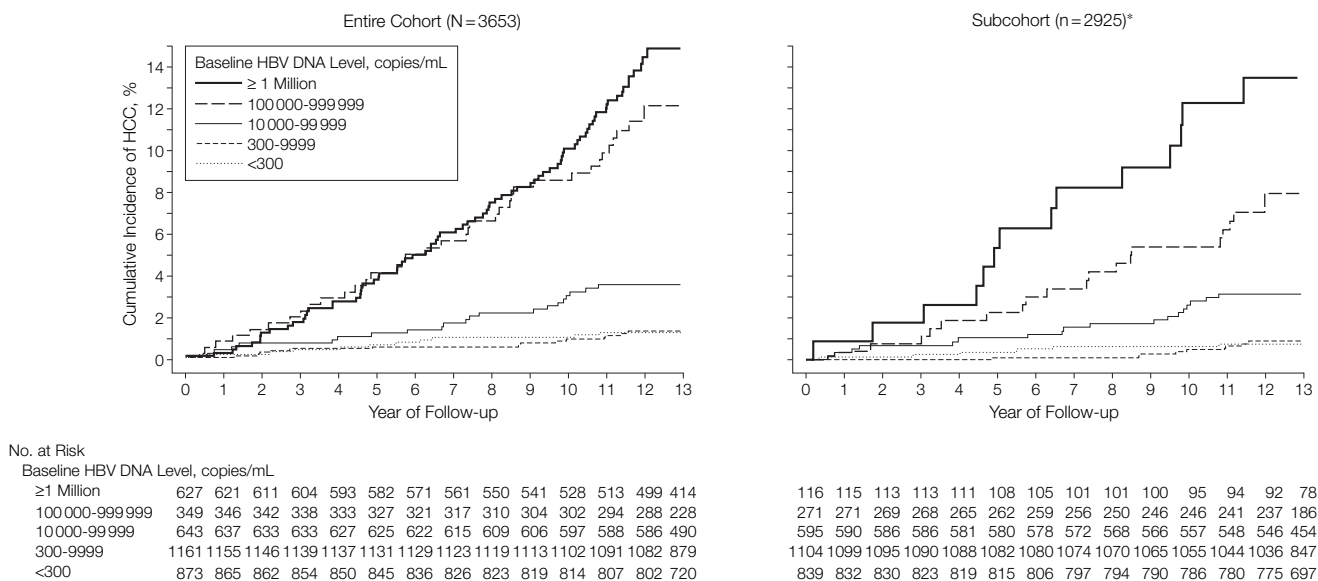 Entire Cohort (N=3653)
Subcohort (n=2925)*
Cumulative Incidence of HCC, %
14
12
10
8
6
4
2
0
Baseline HBV DNA Level, copies/mL
≥ 1 Million
100 000-999 999
10 000-99 999
300-9999
<300
0 1 2 3 4 5 6 7 8 9 10 11 12 13
Year of Follow-up
0 1 2 3 4 5 6 7 8 9 10 11 12 13
Year of Follow-up
No. at Risk
Baseline HBV DNA Level, copies/mL
≥1 Million 627 621 611 604 593 582 571 561 550 541 528 513 499 414 116 115 113 113 111 108 105 101 101 100 95 94 92 78
100 000-999 999 349 346 342 338 333 327 321 317 310 304 302 294 288 228 271 271 269 268 265 262 259 256 250 246 246 241 237 186
10 000-99 999 643 637 633 633 627 625 622 615 609 606 597 588 586 490 595 590 586 586 581 580 578 572 568 566 557 548 546 454
300-9999 1161 1155 1146 1139 1137 1131 1129 1123 1119 1113 1102 1091 1082 879 1104 1099 1095 1090 1088 1082 1080 1074 1070 1065 1055 1044 1036 847
<300 873 865 862 854 850 845 836 826 823 819 814 807 802 720 839 832 830 823 819 815 806 797 794 790 786 780 775 697